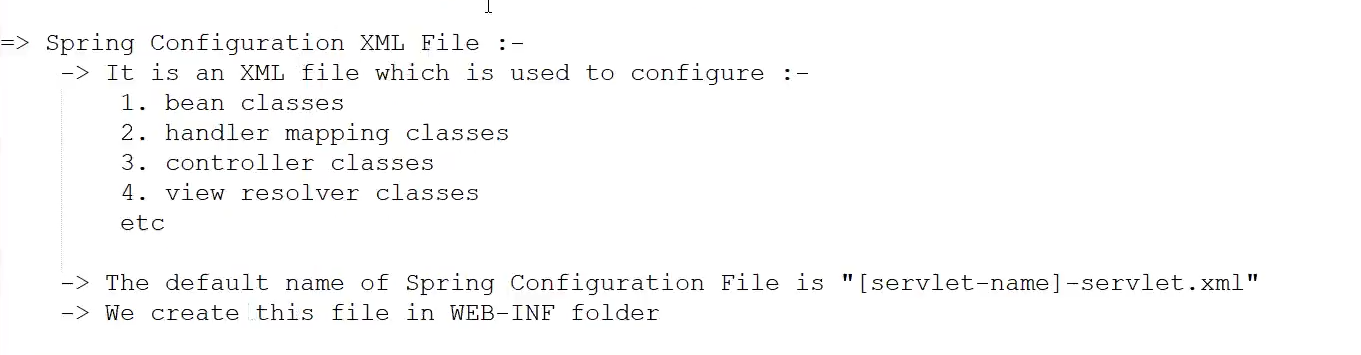 => Spring Configuration XML File :-
-> It is an XML file which is used to configure :-
1. bean classes
2. handler mapping classes
3. controller classes
4. view resolver classes
etc
-> The default name of Spring Configuration File is "[servlet-name]-servlet.xml"
-> We create this file in WEB-INF folder